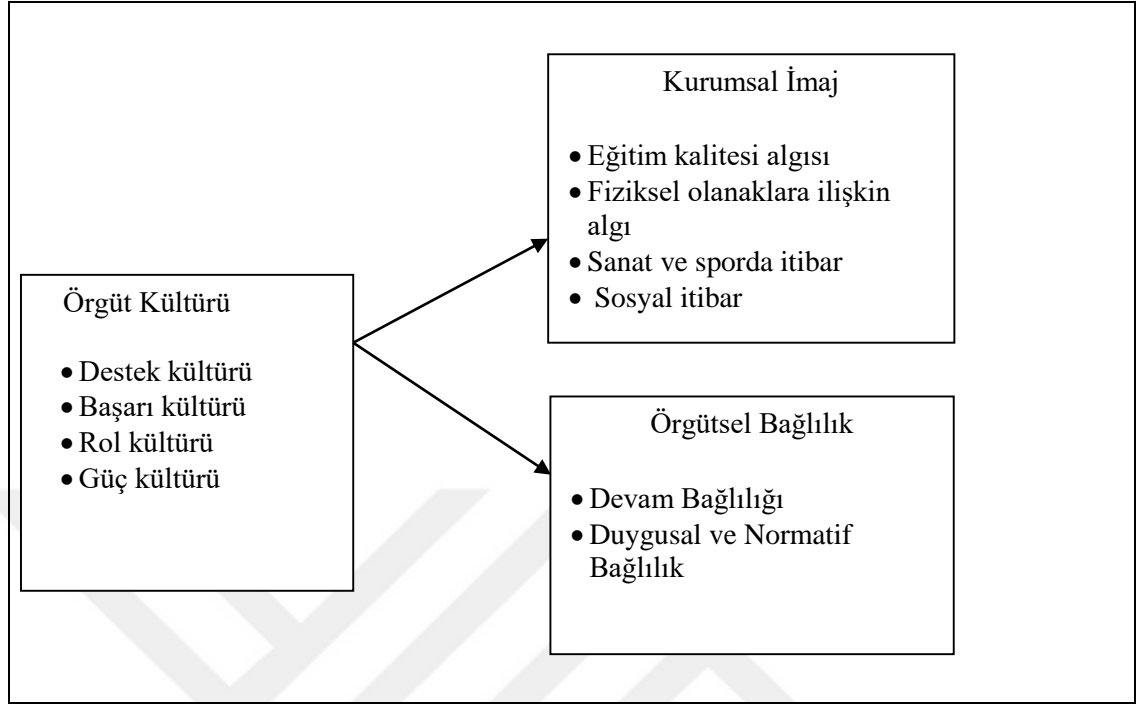 Kurumsal İmaj
• Eğitim kalitesi algısı
• Fiziksel olanaklara ilişkin
algı
• Sanat ve sporda itibar
• Sosyal itibar
Örgüt Kültürü
• Destek kültürü
• Başarı kültürü
• Rol kültürü
• Güç kültürü
Örgütsel Bağlılık
• Devam Bağlılığı
• Duygusal ve Normatif
Bağlılık